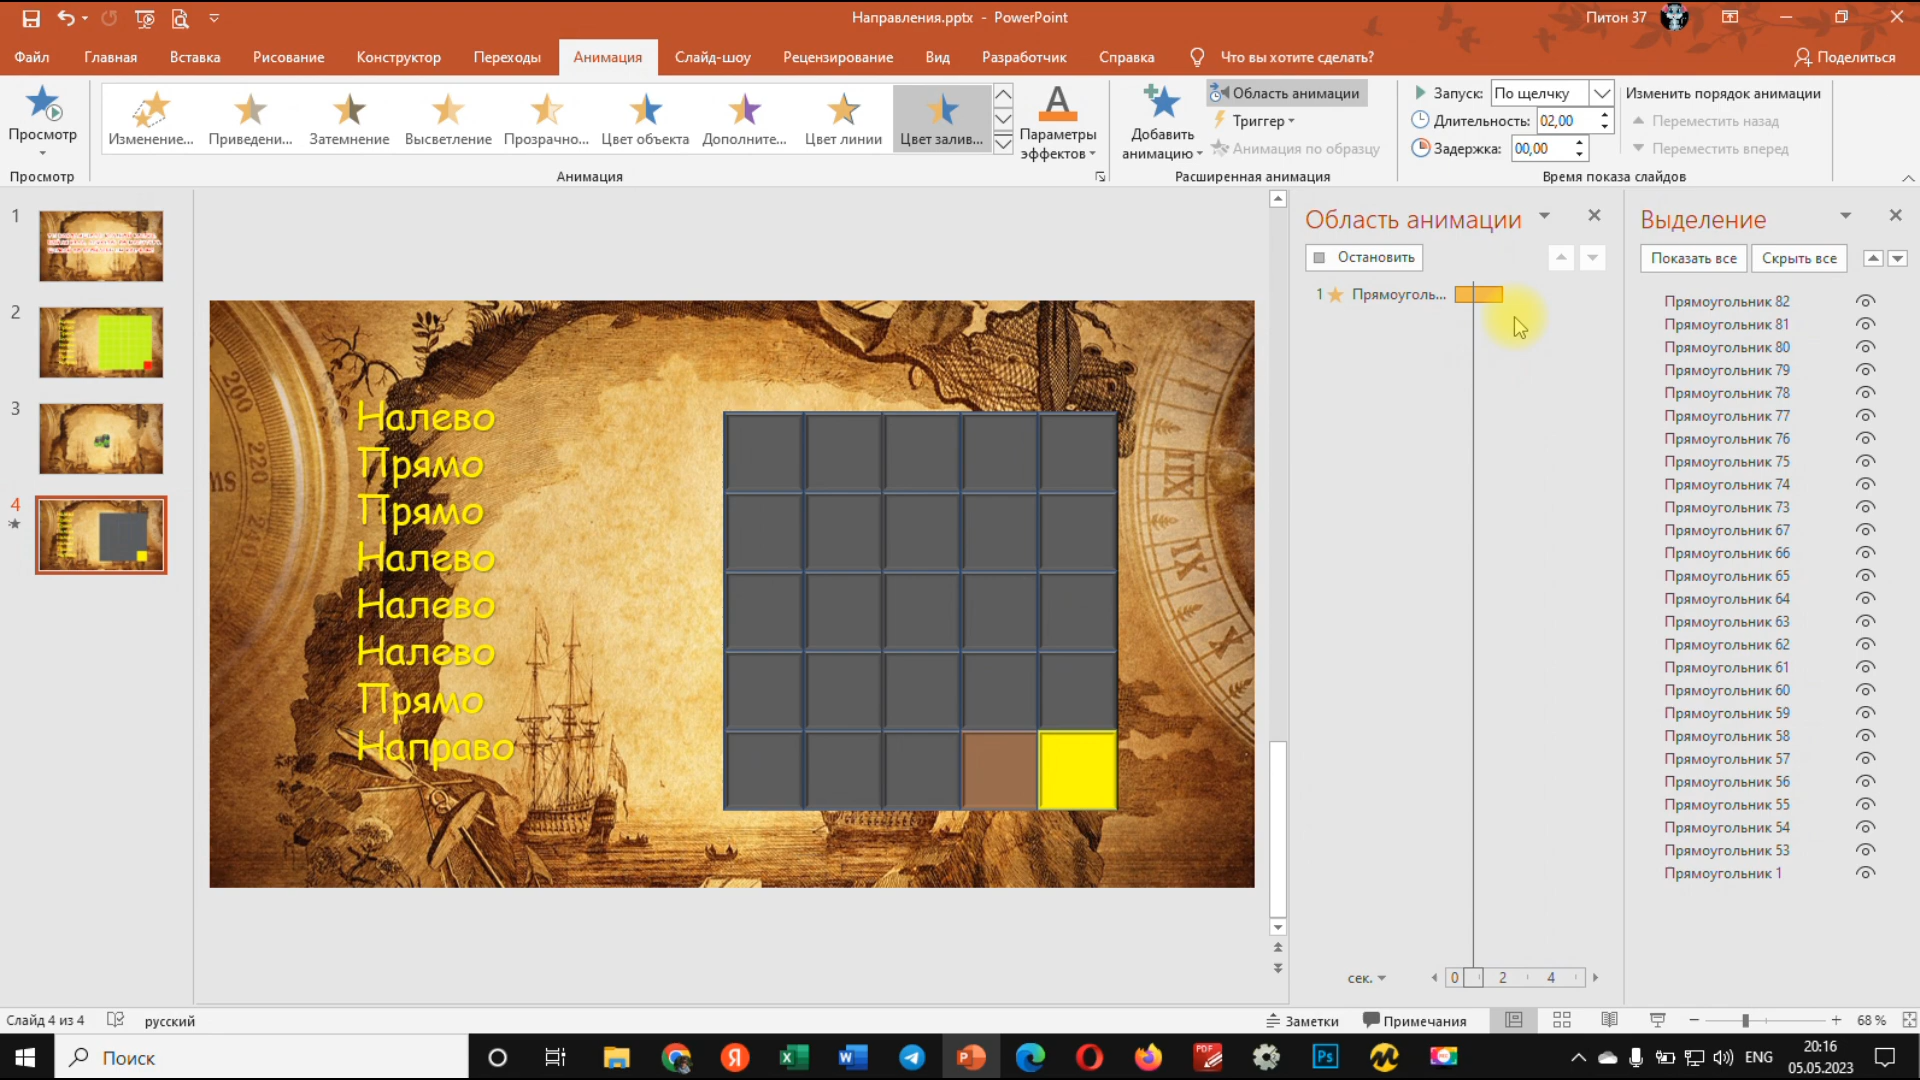 Направления.pptx - PowerPoint
Питон 37
Файл Главная Вставка Рисование Конструктор Переходы Анимация Слайд-шоу Рецензирование Вид Разработчик Справка Что вы хотите сделать? Поделиться
Просмотр
Изменение... Приведени... Затемнение Высветление Прозрачно... Цвет объекта Дополните... Цвет линии Цвет залив...
Параметры эффектов
Добавить анимацию
Область анимации
Триггер
Анимация по образцу
Запуск: По щелчку
Длительность: 02,00
Задержка: 00,00
Изменить порядок анимации
Переместить назад
Переместить вперед
Просмотр Анимация Расширенная анимация Время показа слайдов
1
2
3
4
Налево
Прямо
Прямо
Налево
Налево
Налево
Прямо
Направо
Область анимации
Остановить
1 Прямоуголь...
сек. 0 2 4
Выделение
Показать все Скрыть все
Прямоугольник 82
Прямоугольник 81
Прямоугольник 80
Прямоугольник 79
Прямоугольник 78
Прямоугольник 77
Прямоугольник 76
Прямоугольник 75
Прямоугольник 74
Прямоугольник 73
Прямоугольник 67
Прямоугольник 66
Прямоугольник 65
Прямоугольник 64
Прямоугольник 63
Прямоугольник 62
Прямоугольник 61
Прямоугольник 60
Прямоугольник 59
Прямоугольник 58
Прямоугольник 57
Прямоугольник 56
Прямоугольник 55
Прямоугольник 54
Прямоугольник 53
Прямоугольник 1
Слайд 4 из 4 русский Заметки Примечания 68 %
Поиск
ENG
20:16
05.05.2023